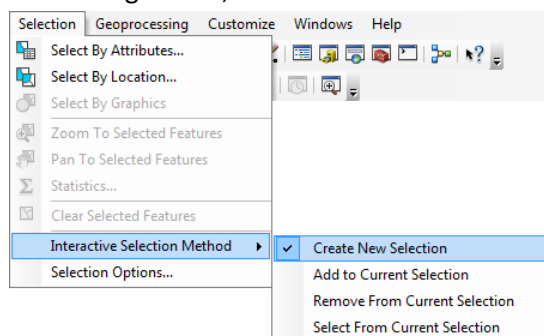 Selection Geoprocessing Customize Windows Help
Select By Attributes...
Select By Location...
Select By Graphics
Zoom To Selected Features
Pan To Selected Features
Statistics...
Clear Selected Features
Interactive Selection Method
Selection Options...
Create New Selection
Add to Current Selection
Remove From Current Selection
Select From Current Selection